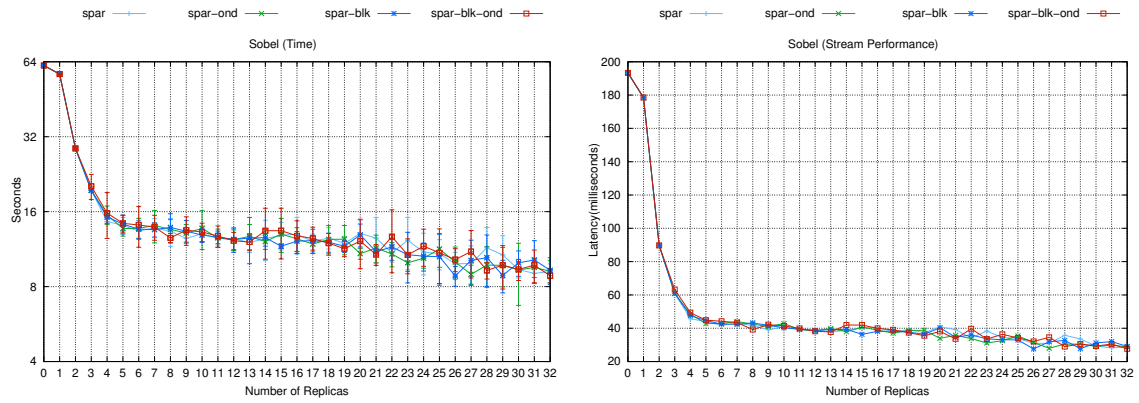 spar spar-ond spar-blk spar-blk-ond
Sobel (Time)
64
32
16
8
4
Seconds
0 1 2 3 4 5 6 7 8 9 10 11 12 13 14 15 16 17 18 19 20 21 22 23 24 25 26 27 28 29 30 31 32
Number of Replicas
spar spar-ond spar-blk spar-blk-ond
Sobel (Stream Performance)
200
180
160
140
120
100
80
60
40
20
Latency(milliseconds)
0 1 2 3 4 5 6 7 8 9 10 11 12 13 14 15 16 17 18 19 20 21 22 23 24 25 26 27 28 29 30 31 32
Number of Replicas